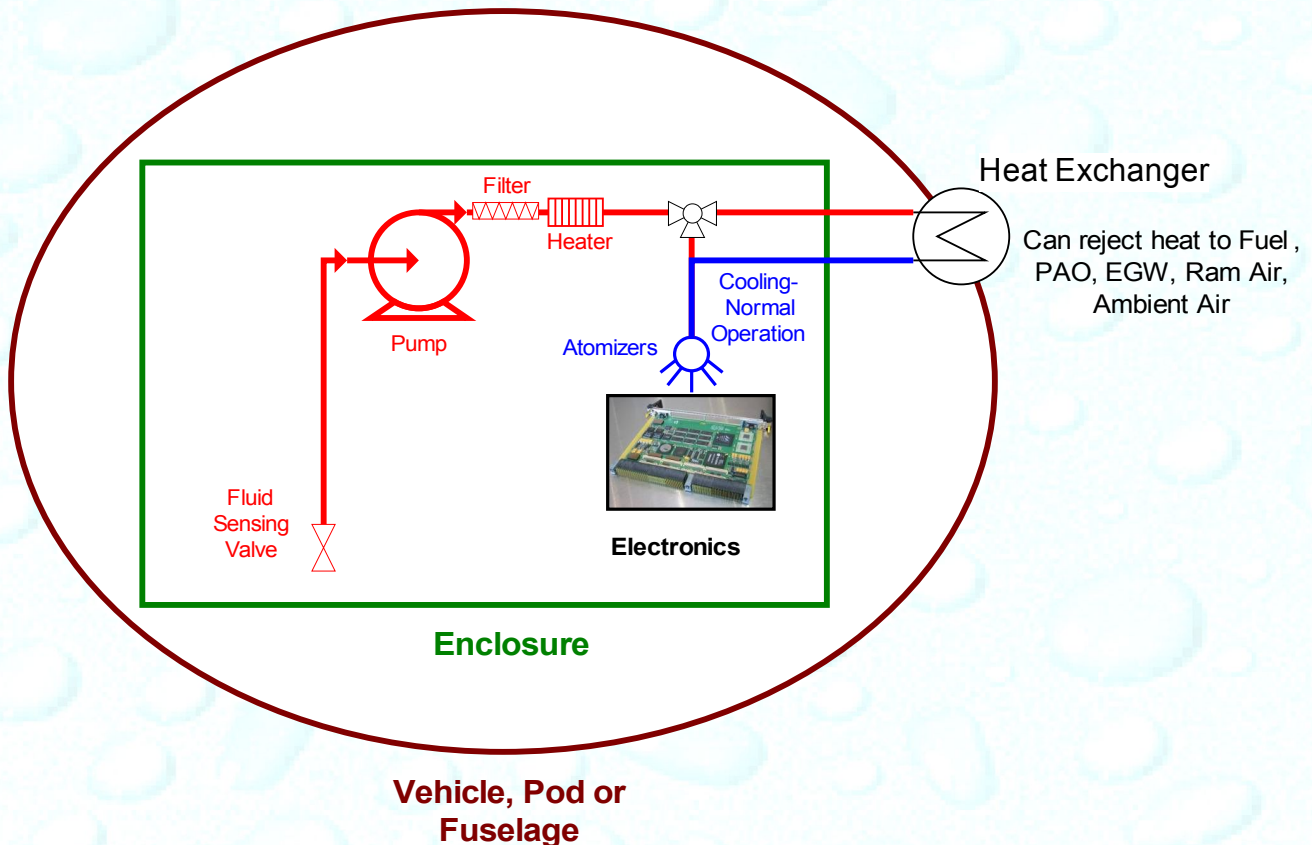 Heat Exchanger
Can reject heat to Fuel ,
PAO, EGW, Ram Air,
Ambient Air
Filter
Heater
Pump
Cooling-
Normal
Operation
Atomizers
Fluid
Sensing
Valve
Electronics
Enclosure
Vehicle, Pod or
Fuselage